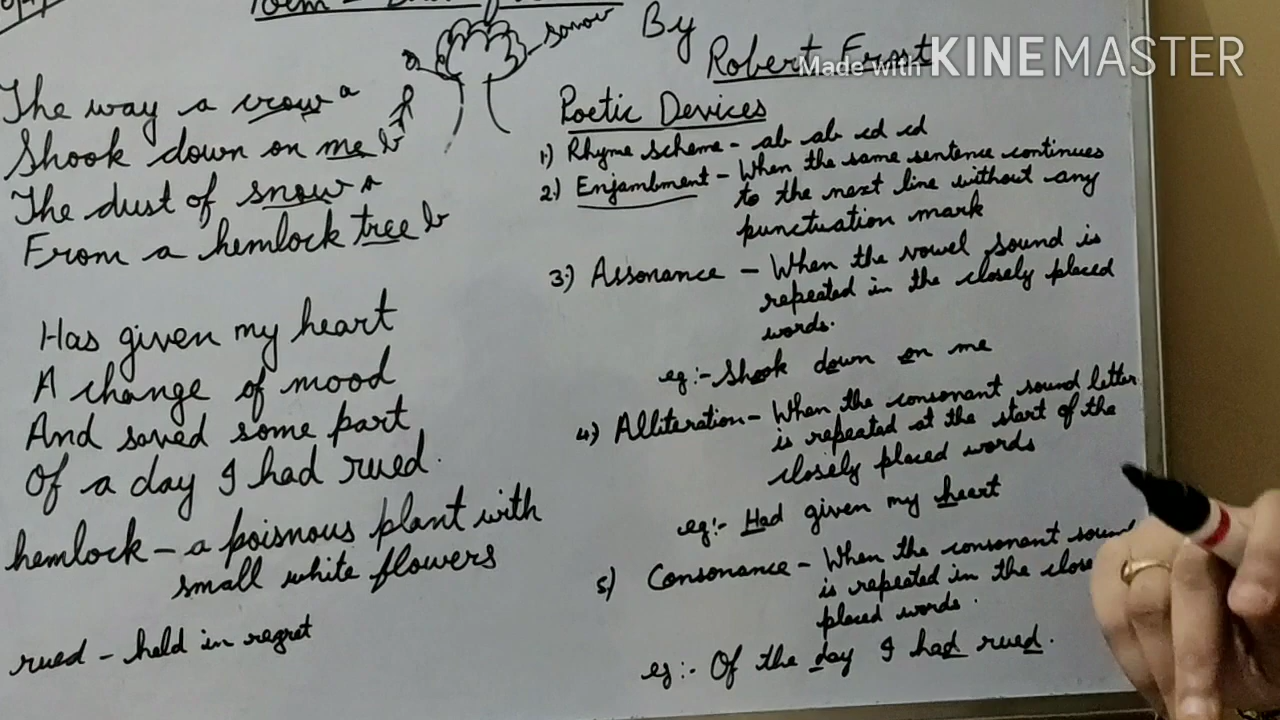 Poem -
snow
By
Robert Frost
Made with KINEMASTER
The way a crow a
Shook down on me b
The dust of snow a
From a hemlock tree b
Has given my heart
A change of mood
And saved some part
Of a day I had rued.
hemlock - a poisnous plant with
small white flowers
rued - held in regret
Poetic Devices
1) Rhyme Scheme - ab ab cd cd
2) Enjambment - When the same sentence continues
to the next line without any
punctuation mark
3) Assonance - When the vowel sound is
repeated in the closely placed
words.
eg:- Shook down on me
4) Alliteration - When the consonant sound letter
is repeated at the start of the
closely placed words
eg:- Had given my heart
5) Consonance - When the consonant soun
is repeated in the close
placed words.
eg:- Of the day I had rued.